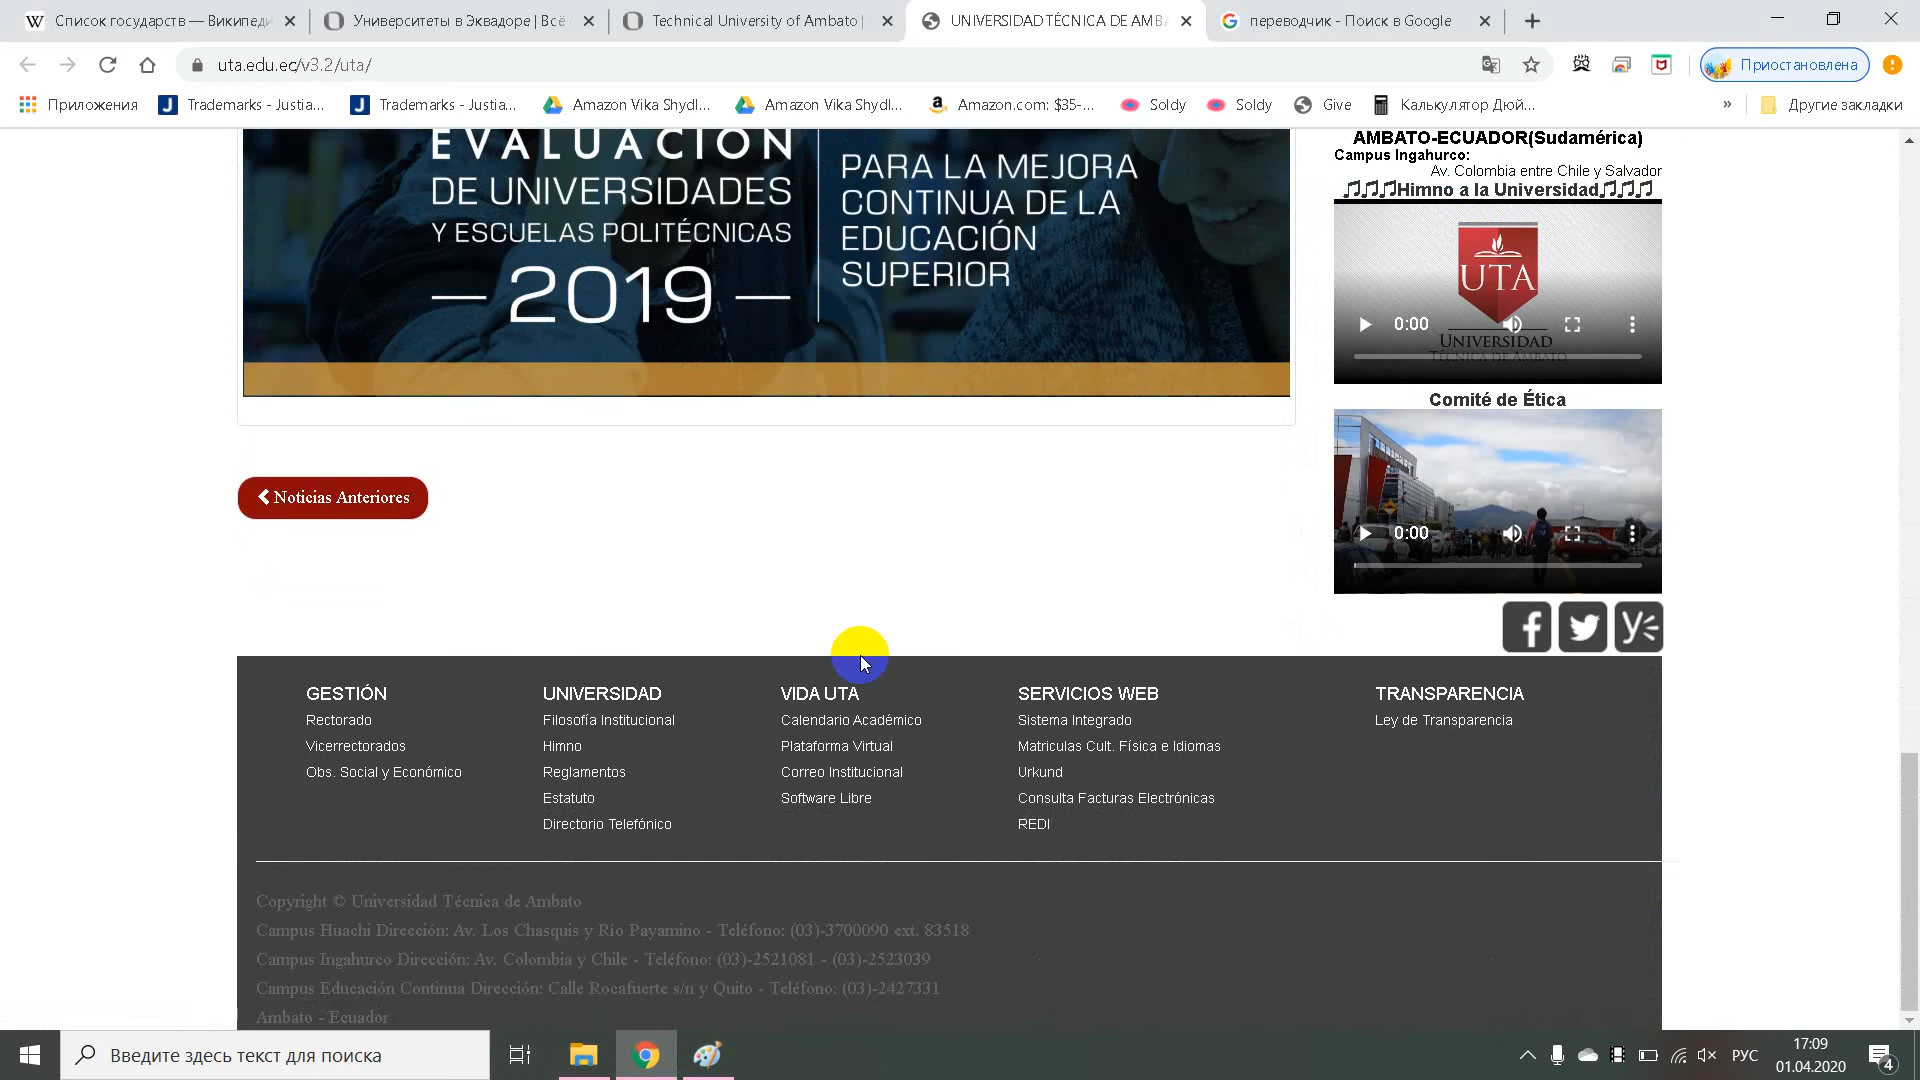 Список государств — Википеди
Университеты в Эквадоре | Всё
Technical University of Ambato |
UNIVERSIDAD TÉCNICA DE AMBA
переводчик - Поиск в Google
uta.edu.ec/v3.2/uta/
Приостановлена
Приложения
Trademarks - Justia...
Trademarks - Justia...
Amazon Vika Shydl...
Amazon Vika Shydl...
Amazon.com: $35-...
Soldy
Soldy
Give
Калькулятор Дюй...
»
Другие закладки
EVALUACIÓN
DE UNIVERSIDADES
Y ESCUELAS POLITÉCNICAS
— 2019 —
PARA LA MEJORA
CONTINUA DE LA
EDUCACIÓN
SUPERIOR
AMBATO-ECUADOR(Sudamérica)
Campus Ingahurco:
Av. Colombia entre Chile y Salvador
🎵🎵🎵Himno a la Universidad🎵🎵🎵
UTA
0:00
UNIVERSIDAD
TÉCNICA DE AMBATO
Comité de Ética
0:00
Noticias Anteriores
GESTIÓN
Rectorado
Vicerrectorados
Obs. Social y Económico
UNIVERSIDAD
Filosofía Institucional
Himno
Reglamentos
Estatuto
Directorio Telefónico
VIDA UTA
Calendario Académico
Plataforma Virtual
Correo Institucional
Software Libre
SERVICIOS WEB
Sistema Integrado
Matriculas Cult. Física e Idiomas
Urkund
Consulta Facturas Electrónicas
REDI
TRANSPARENCIA
Ley de Transparencia
Copyright © Universidad Técnica de Ambato
Campus Huachi Dirección: Av. Los Chasquis y Río Payamino - Teléfono: (03)-3700090 ext. 83518
Campus Ingahurco Dirección: Av. Colombia y Chile - Teléfono: (03)-2521081 - (03)-2523039
Campus Educación Continua Dirección: Calle Rocafuerte s/n y Quito - Teléfono: (03)-2427331
Ambato - Ecuador
Введите здесь текст для поиска
РУС
17:09
01.04.2020
4